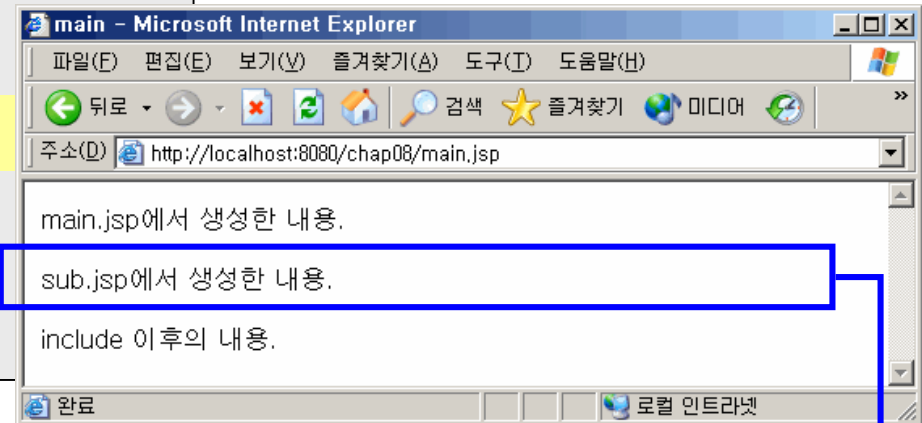 main - Microsoft Internet Explorer
파일(F) 편집(E) 보기(V) 즐겨찾기(A) 도구(T) 도움말(H)
뒤로 검색 즐겨찾기 미디어 »
주소(D) http://localhost:8080/chap08/main.jsp
main.jsp에서 생성한 내용.
sub.jsp에서 생성한 내용.
include 이후의 내용.
완료 로컬 인트라넷